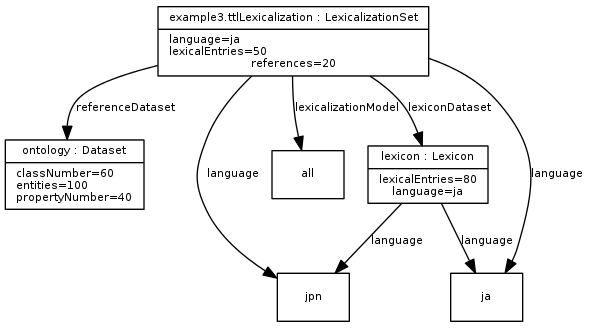 example3.ttlLexicalization : LexicalizationSet
language=ja
lexicalEntries=50
references=20
referenceDataset
lexicalizationModel
lexiconDataset
ontology : Dataset
classNumber=60
entities=100
propertyNumber=40
language
all
lexicon : Lexicon
lexicalEntries=80
language=ja
language
language
language
jpn
ja